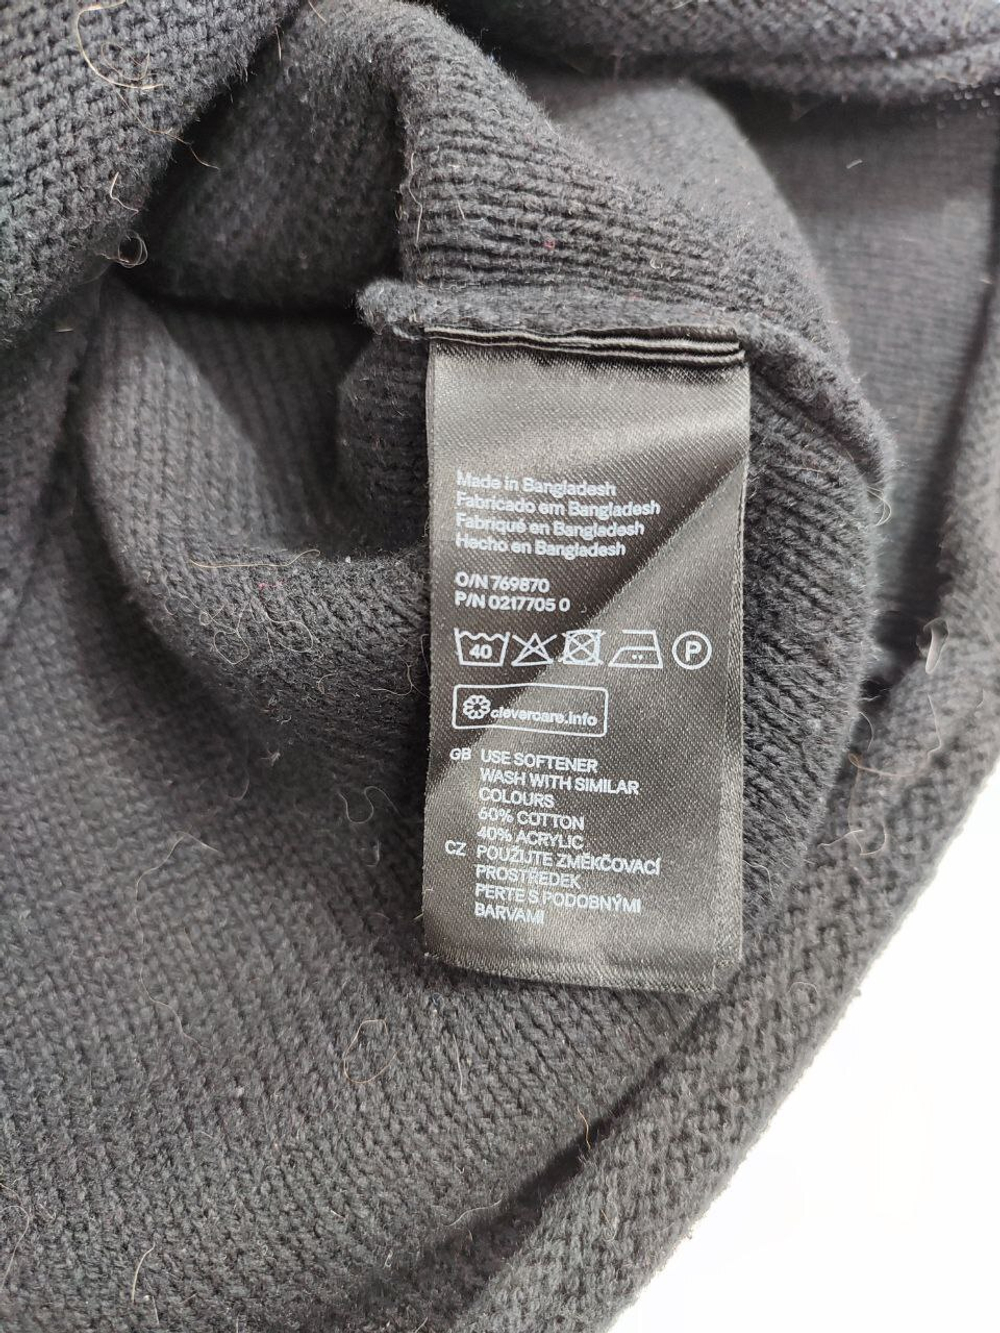 Made in Bangladesh
Fabricado em Bangladesh
Fabriqué en Bangladesh
Hecho en Bangladesh
O/N 769870
P/N 0217705 0
40 P
clevercare.info
GB USE SOFTENER
WASH WITH SIMILAR
COLOURS
60% COTTON
40% ACRYLIC
CZ POUŽIJTE ZMĚKČOVACÍ
PROSTŘEDEK
PERTE S PODOBNÝMI
BARVAMI